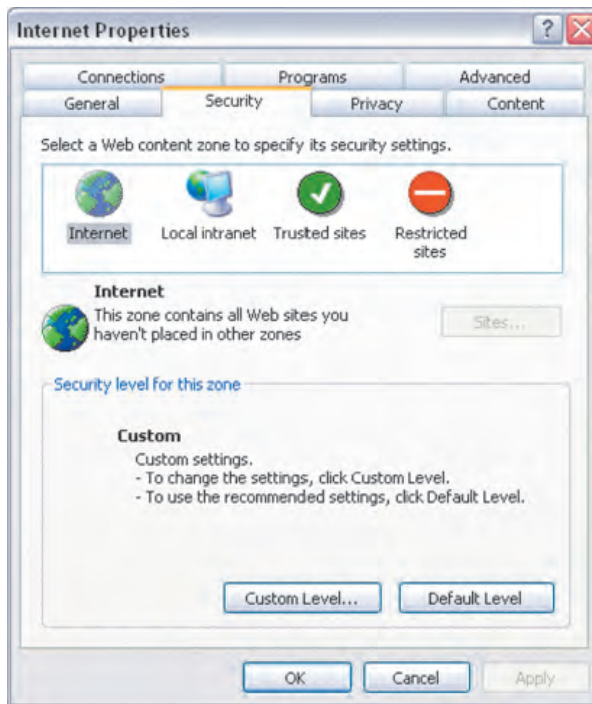 Internet Properties
Connections Programs Advanced
General Security Privacy Content
Select a Web content zone to specify its security settings.
Internet Local intranet Trusted sites Restricted sites
Internet
This zone contains all Web sites you
haven't placed in other zones
Sites...
Security level for this zone
Custom
Custom settings.
- To change the settings, click Custom Level.
- To use the recommended settings, click Default Level.
Custom Level... Default Level
OK Cancel Apply